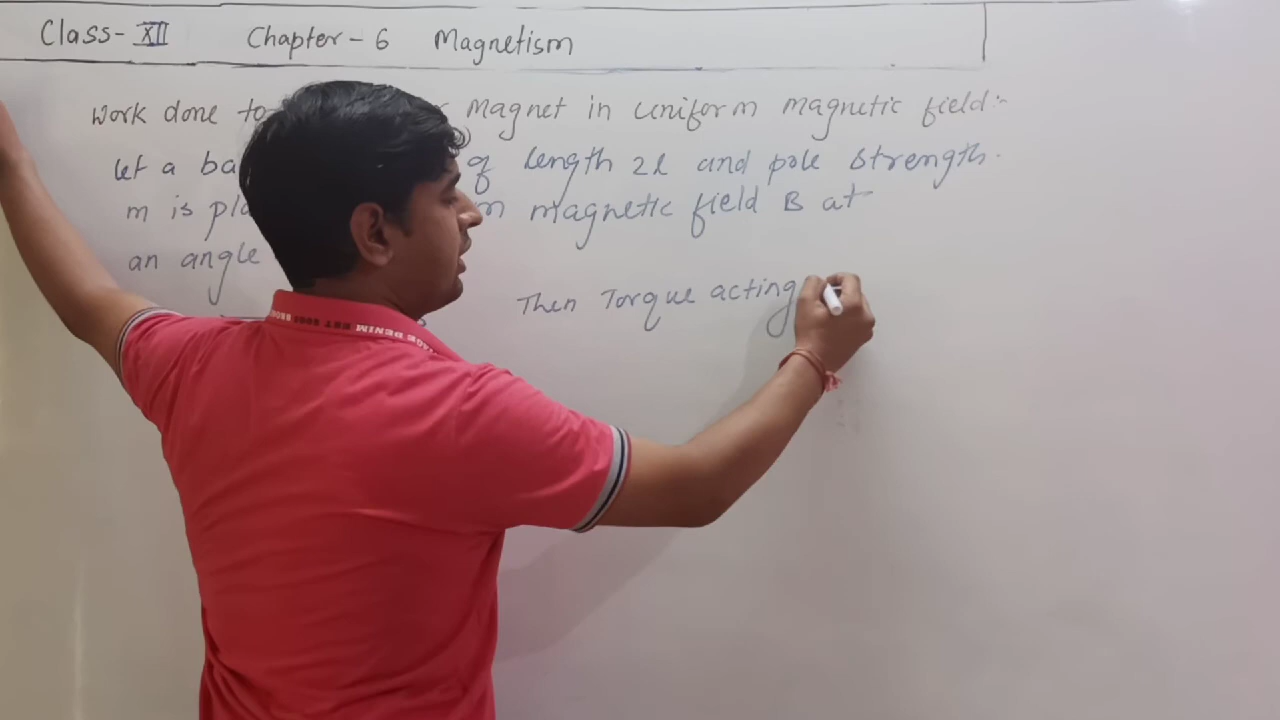 Class- XII Chapter - 6 Magnetism
Work done to Magnet in uniform magnetic field :-
let a ba of length 2l and pole strength.
m is pla m magnetic field B at
an angle
Then Torque acting